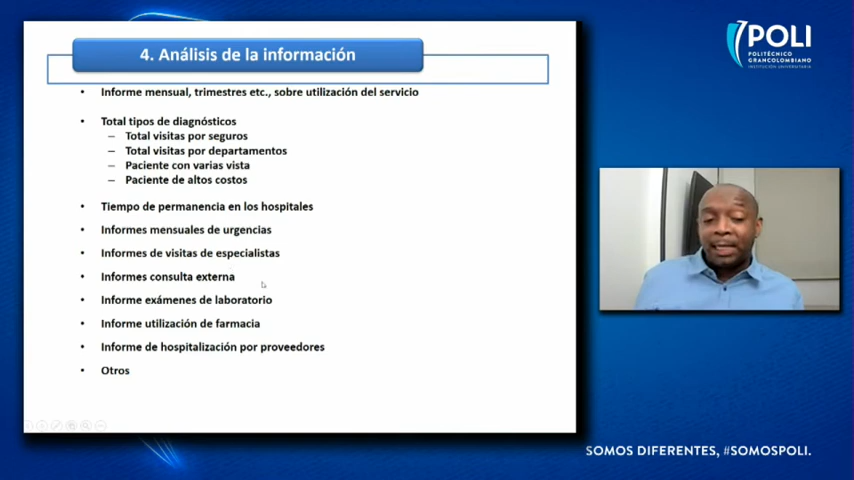 4. Análisis de la información
• Informe mensual, trimestres etc., sobre utilización del servicio
• Total tipos de diagnósticos
– Total visitas por seguros
– Total visitas por departamentos
– Paciente con varias vista
– Paciente de altos costos
• Tiempo de permanencia en los hospitales
• Informes mensuales de urgencias
• Informes de visitas de especialistas
• Informes consulta externa
• Informe exámenes de laboratorio
• Informe utilización de farmacia
• Informe de hospitalización por proveedores
• Otros
POLI
POLITÉCNICO
GRANCOLOMBIANO
INSTITUCIÓN UNIVERSITARIA
SOMOS DIFERENTES, #SOMOSPOLI.